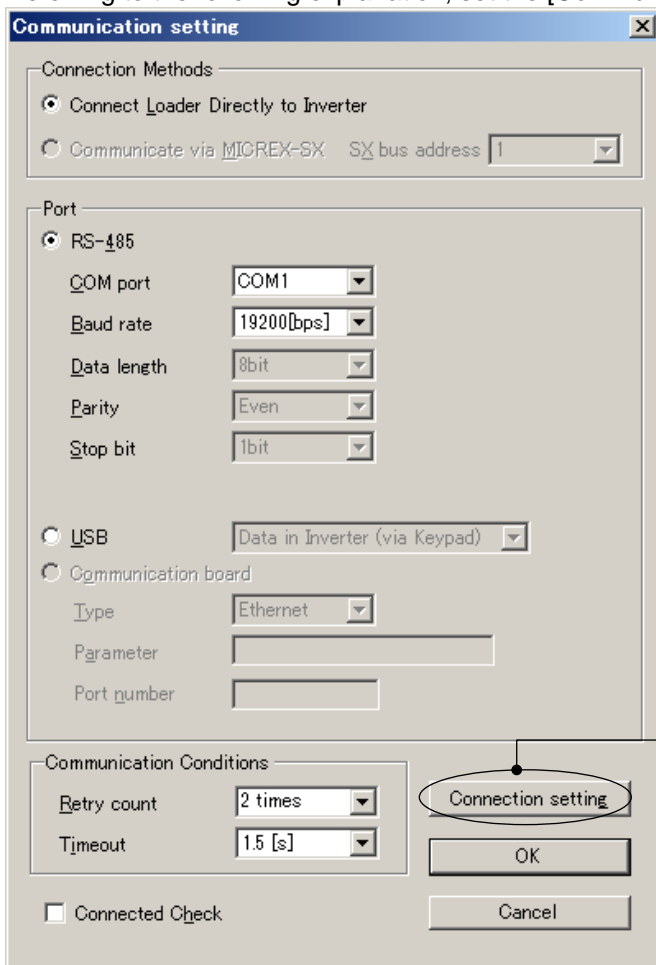 Communication setting
Connection Methods
Connect Loader Directly to Inverter
Communicate via MICREX-SX SX bus address 1
Port
RS-485
COM port COM1
Baud rate 19200[bps]
Data length 8bit
Parity Even
Stop bit 1bit
USB Data in Inverter (via Keypad)
Communication board
Type Ethernet
Parameter
Port number
Communication Conditions
Retry count 2 times
Timeout 1.5 [s]
Connection setting
OK
Connected Check
Cancel